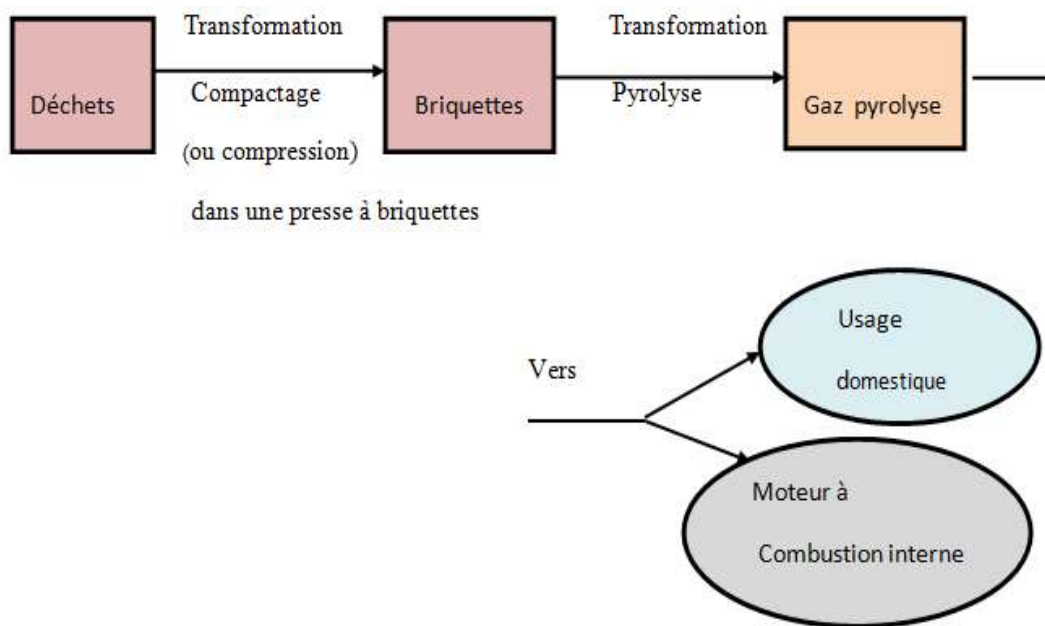 Déchets
Transformation
Compactage
(ou compression)
dans une presse à briquettes
Briquettes
Transformation
Pyrolyse
Gaz pyrolyse
Vers
Usage
domestique
Moteur à
Combustion interne